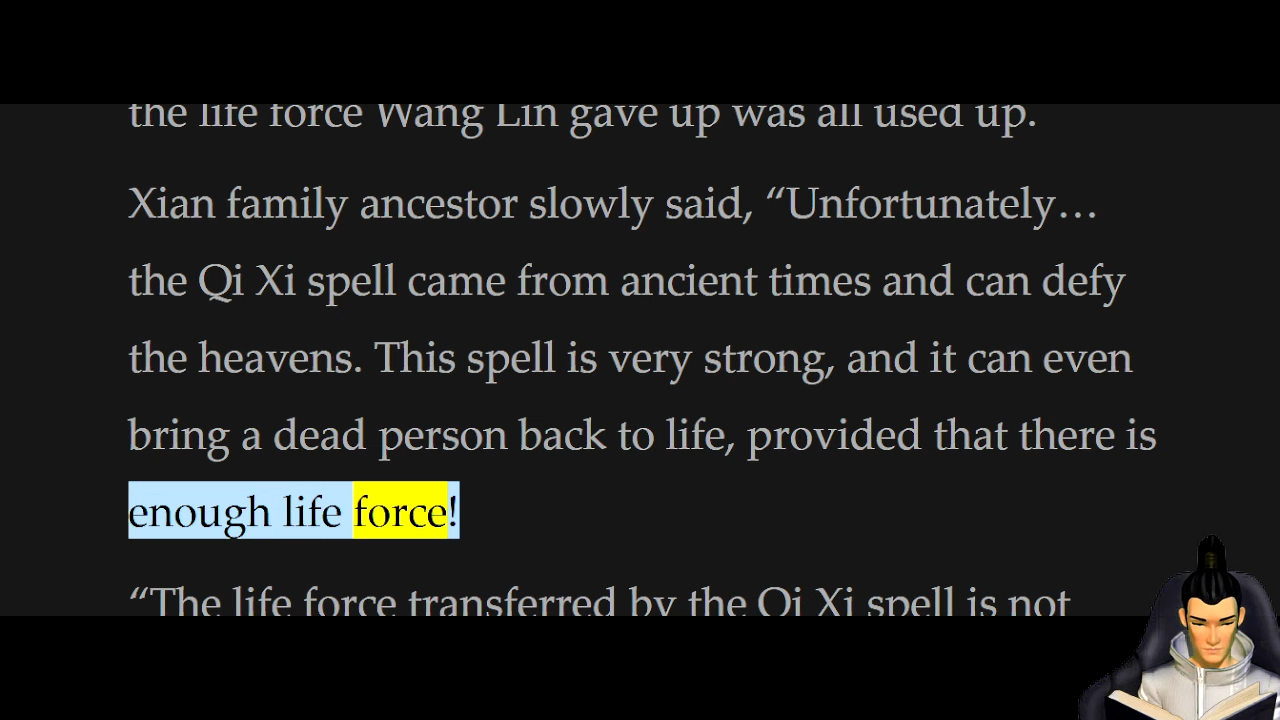 the life force Wang Lin gave up was all used up.
Xian family ancestor slowly said, “Unfortunately…
the Qi Xi spell came from ancient times and can defy
the heavens. This spell is very strong, and it can even
bring a dead person back to life, provided that there is
enough life force!
“The life force transferred by the Qi Xi spell is not